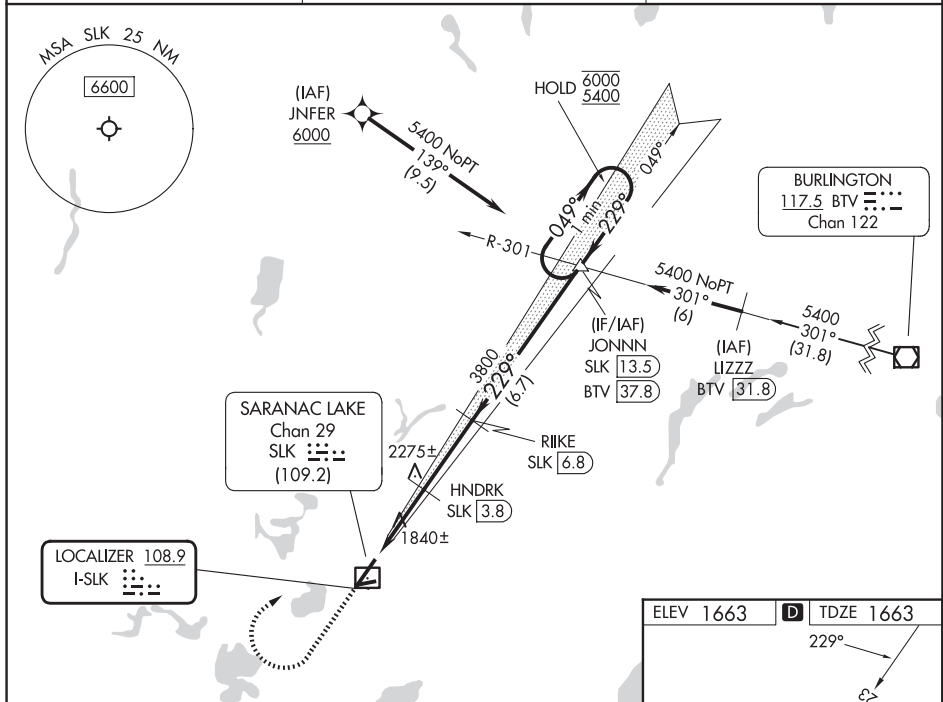 MSA SLK 25 NM
6600
(IAF)
JNFER
6000
5400 NoPT
139°
(9.5)
HOLD 6000
5400
049°
1 min
229°
049°
BURLINGTON
117.5 BTV
Chan 122
R-301
5400 NoPT
301°
(6)
5400
301°
(31.8)
(IF/IAF)
JONNN
SLK 13.5
BTV 37.8
(IAF)
LIZZZ
BTV 31.8
3800
229°
(6.7)
SARANAC LAKE
Chan 29
SLK
(109.2)
2275±
RIIKE
SLK 6.8
HNDRK
SLK 3.8
1840±
LOCALIZER 108.9
I-SLK
ELEV 1663 D TDZE 1663
229°
23